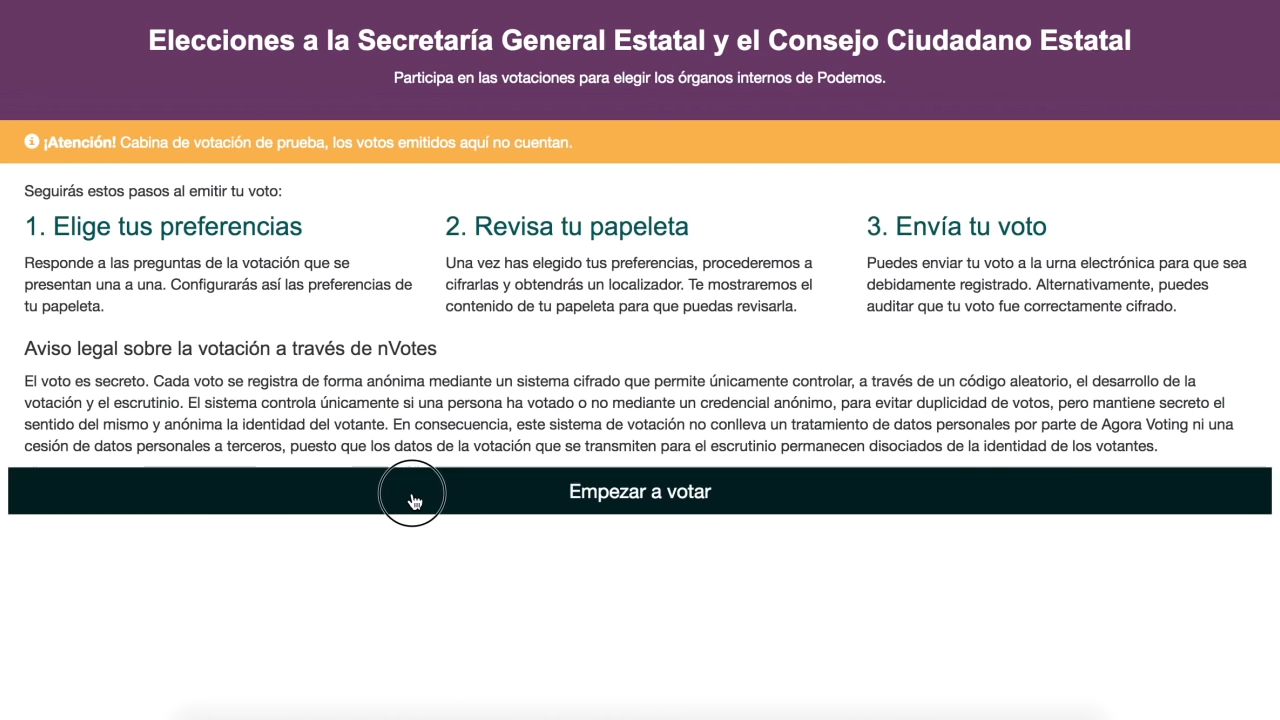 Elecciones a la Secretaría General Estatal y el Consejo Ciudadano Estatal
Participa en las votaciones para elegir los órganos internos de Podemos.
¡Atención! Cabina de votación de prueba, los votos emitidos aquí no cuentan.
Seguirás estos pasos al emitir tu voto:
1. Elige tus preferencias
Responde a las preguntas de la votación que se
presentan una a una. Configurarás así las preferencias de
tu papeleta.
2. Revisa tu papeleta
Una vez has elegido tus preferencias, procederemos a
cifrarlas y obtendrás un localizador. Te mostraremos el
contenido de tu papeleta para que puedas revisarla.
3. Envía tu voto
Puedes enviar tu voto a la urna electrónica para que sea
debidamente registrado. Alternativamente, puedes
auditar que tu voto fue correctamente cifrado.
Aviso legal sobre la votación a través de nVotes
El voto es secreto. Cada voto se registra de forma anónima mediante un sistema cifrado que permite únicamente controlar, a través de un código aleatorio, el desarrollo de la
votación y el escrutinio. El sistema controla únicamente si una persona ha votado o no mediante un credencial anónimo, para evitar duplicidad de votos, pero mantiene secreto el
sentido del mismo y anónima la identidad del votante. En consecuencia, este sistema de votación no conlleva un tratamiento de datos personales por parte de Agora Voting ni una
cesión de datos personales a terceros, puesto que los datos de la votación que se transmiten para el escrutinio permanecen disociados de la identidad de los votantes.
Empezar a votar